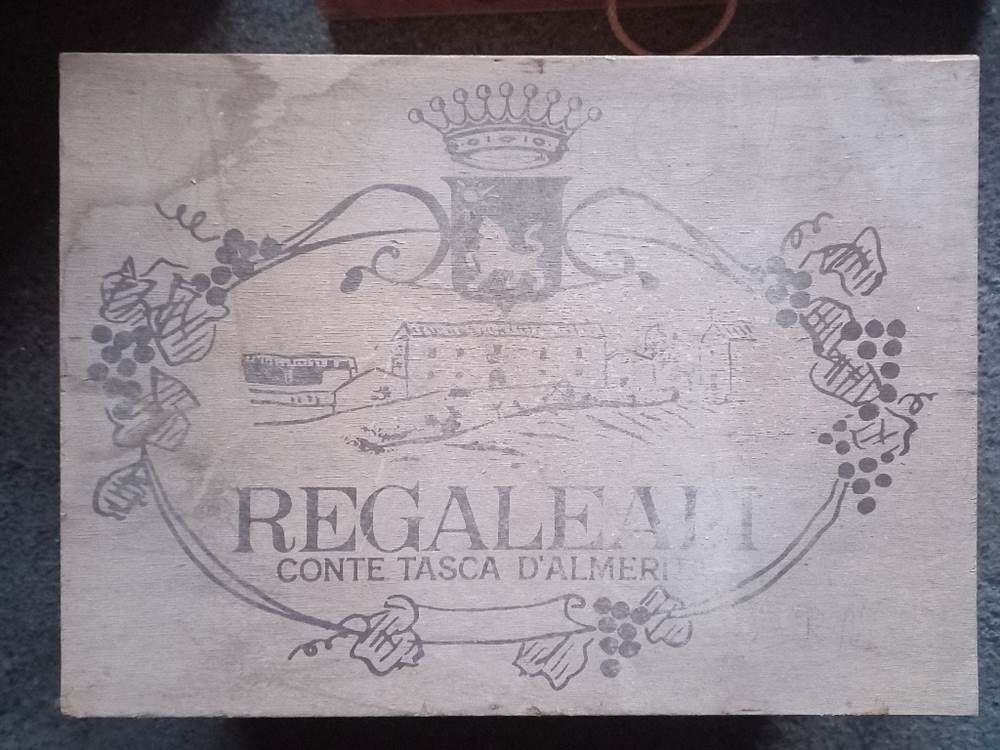 REGALEALI
CONTE TASCA D'ALMERITA